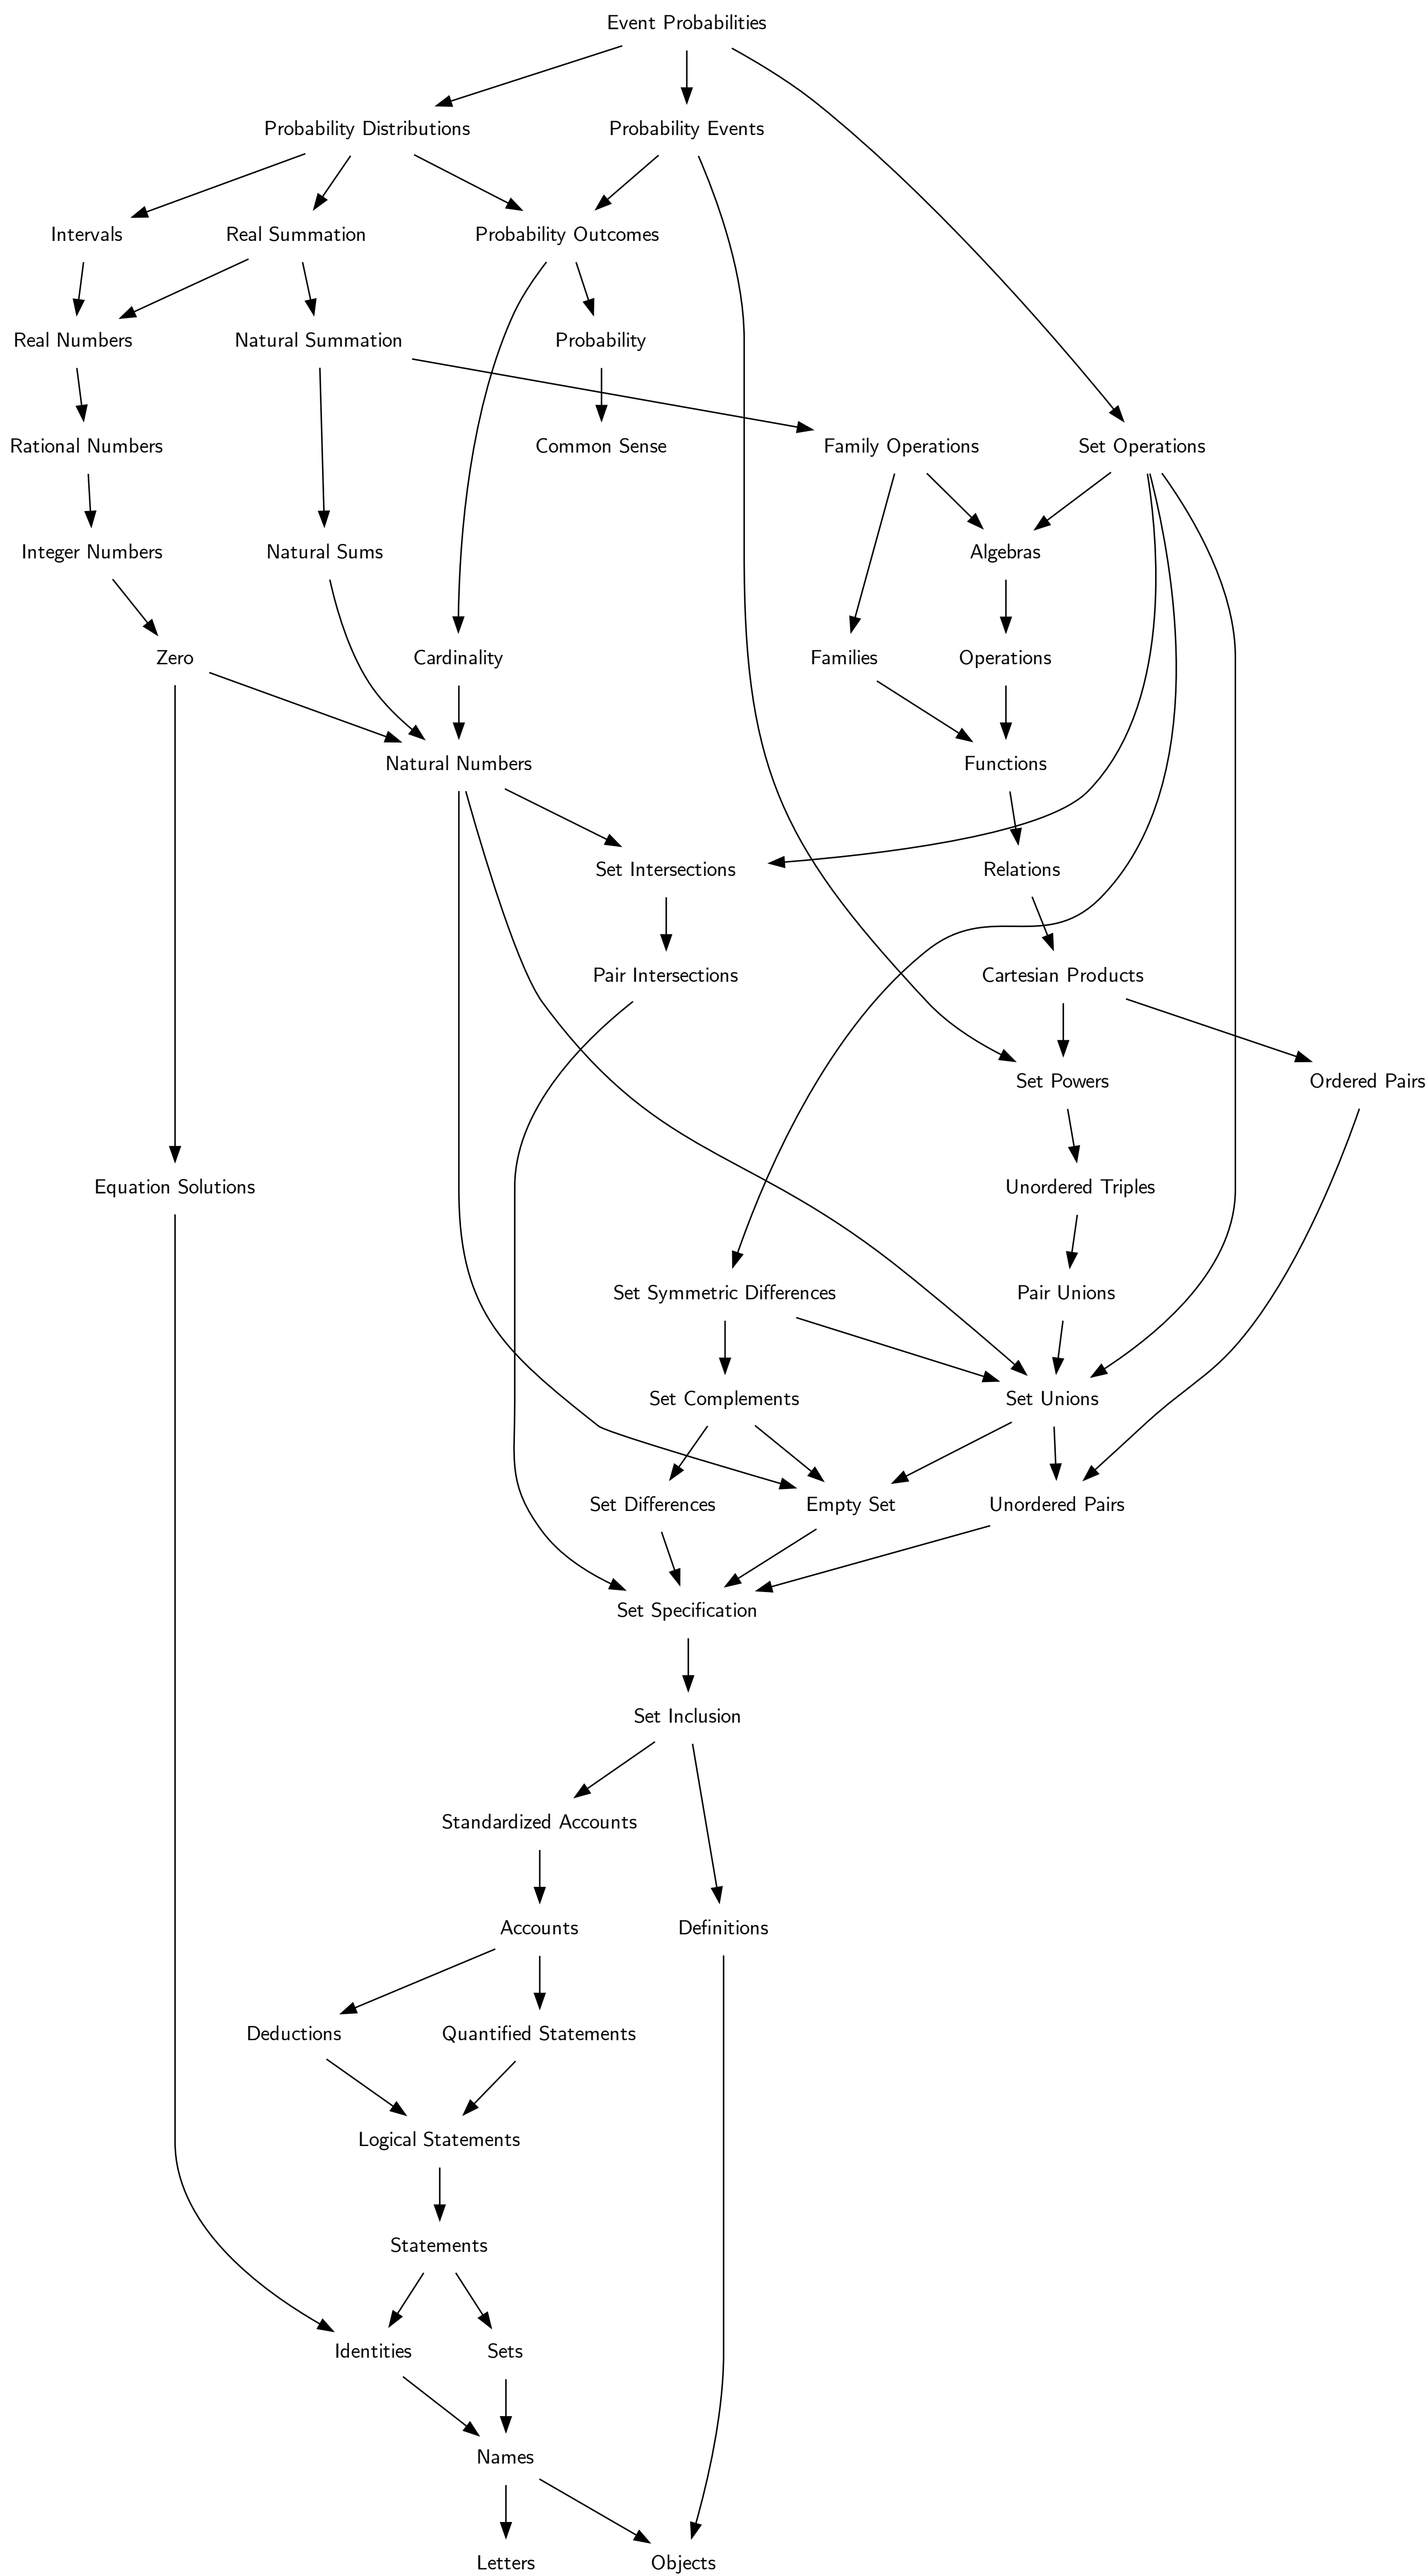 Event Probabilities
Probability Distributions
Probability Events
Intervals
Real Summation
Probability Outcomes
Real Numbers
Natural Summation
Probability
Rational Numbers
Common Sense
Family Operations
Set Operations
Integer Numbers
Natural Sums
Algebras
Zero
Cardinality
Families
Operations
Natural Numbers
Functions
Set Intersections
Relations
Pair Intersections
Cartesian Products
Set Powers
Ordered Pairs
Equation Solutions
Unordered Triples
Set Symmetric Differences
Pair Unions
Set Complements
Set Unions
Set Differences
Empty Set
Unordered Pairs
Set Specification
Set Inclusion
Standardized Accounts
Accounts
Definitions
Deductions
Quantified Statements
Logical Statements
Statements
Identities
Sets
Names
Letters
Objects